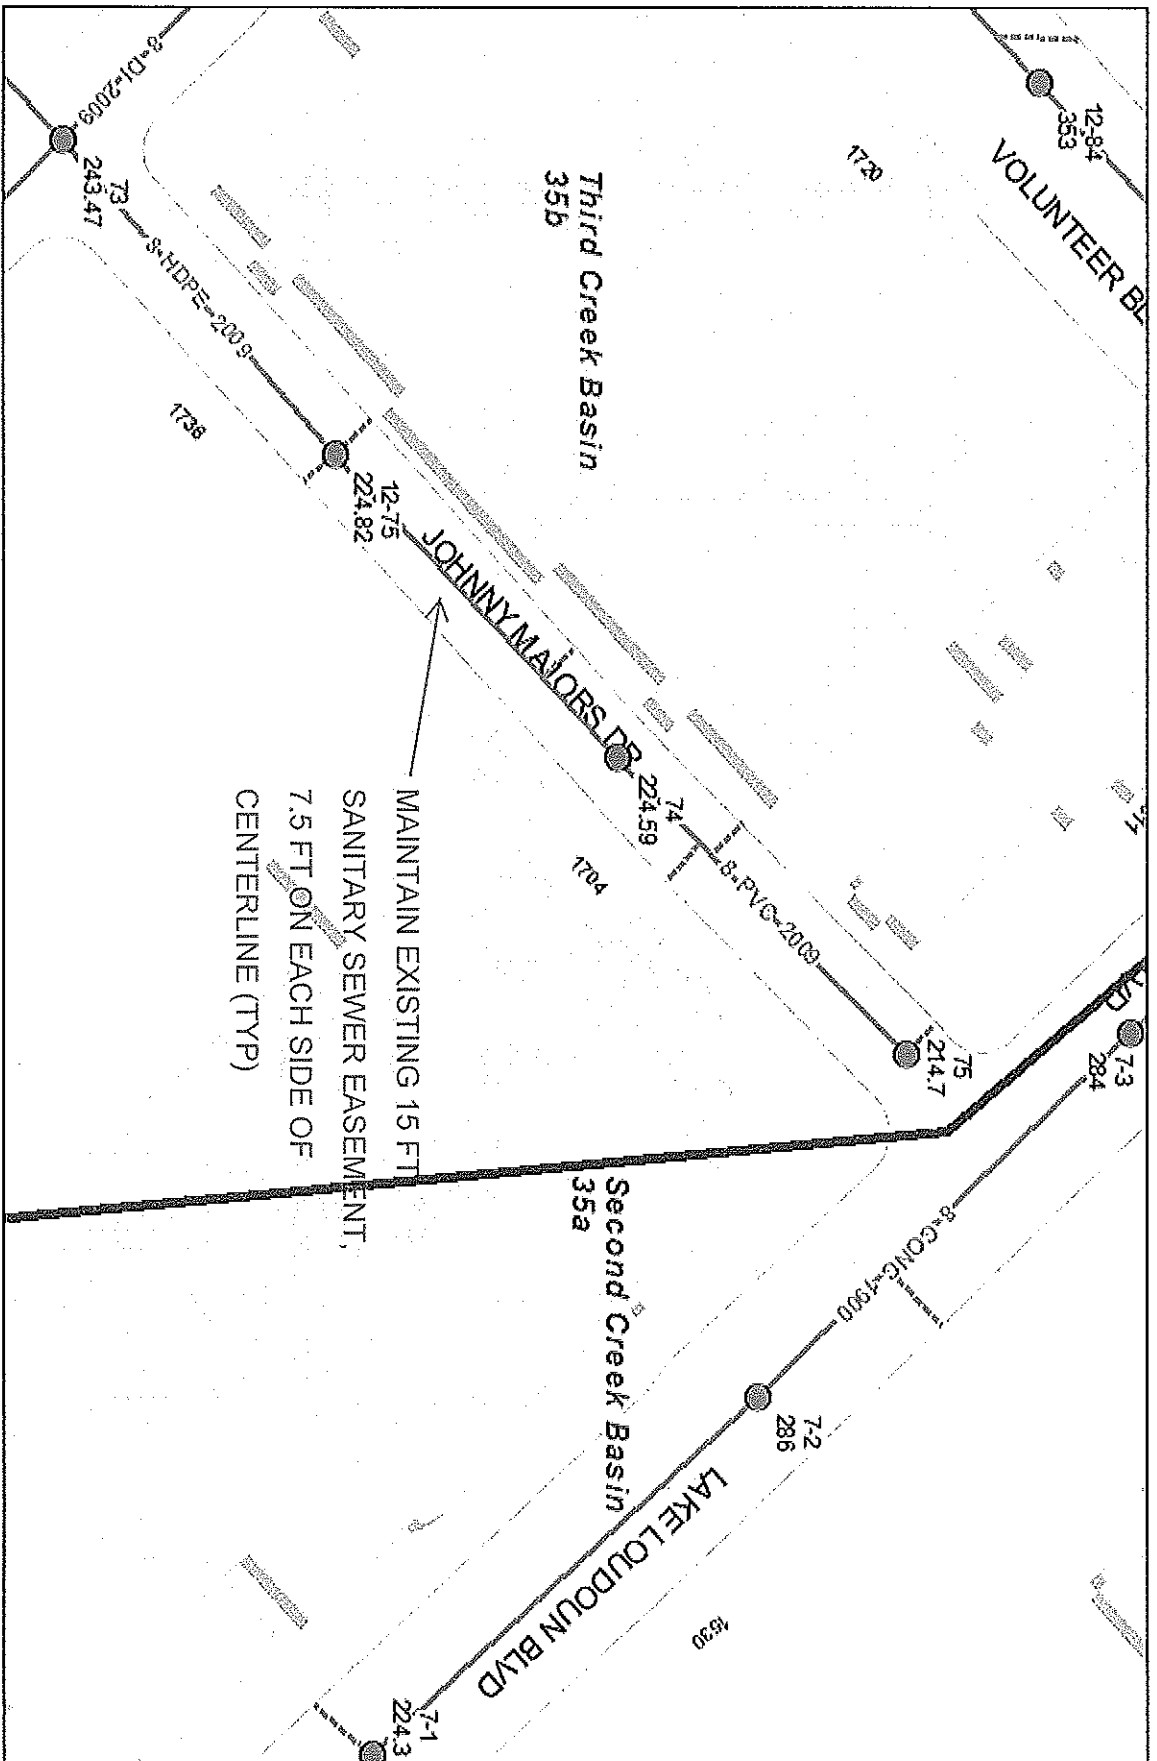 VOLUNTEER BL
12-84
353
1720
Third Creek Basin
35b
8-DI-2009
73
243.47
8-HDPE-2009
1736
12-75
224.82
JOHNNY MAJORS DR
74
224.59
1704
8-PVC-2009
75
214.7
VD
7-3
284
8-CONC-1900
7-2
286
Second Creek Basin
35a
LAKE LOUDOUN BLVD
1530
7-1
224.3
MAINTAIN EXISTING 15 FT
SANITARY SEWER EASEMENT,
7.5 FT ON EACH SIDE OF
CENTERLINE (TYP)